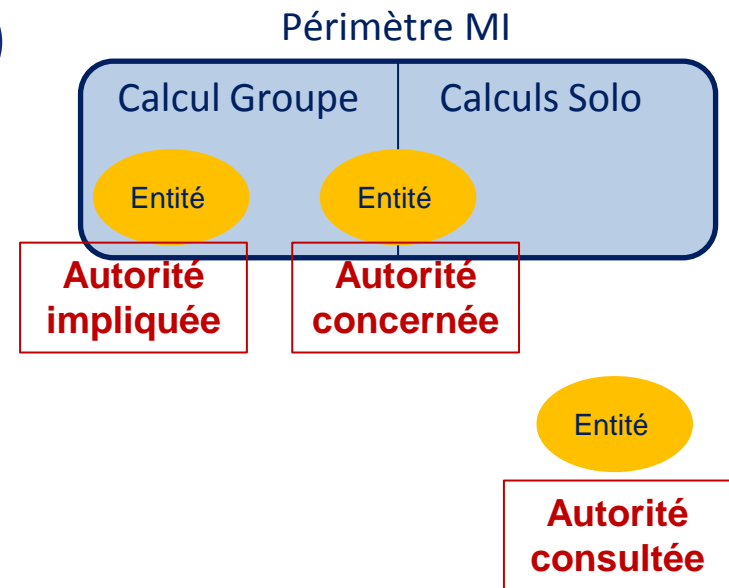 Périmètre MI
Calcul Groupe
Calculs Solo
Entité
Entité
Autorité
impliquée
Autorité
concernée
Entité
Autorité
consultée